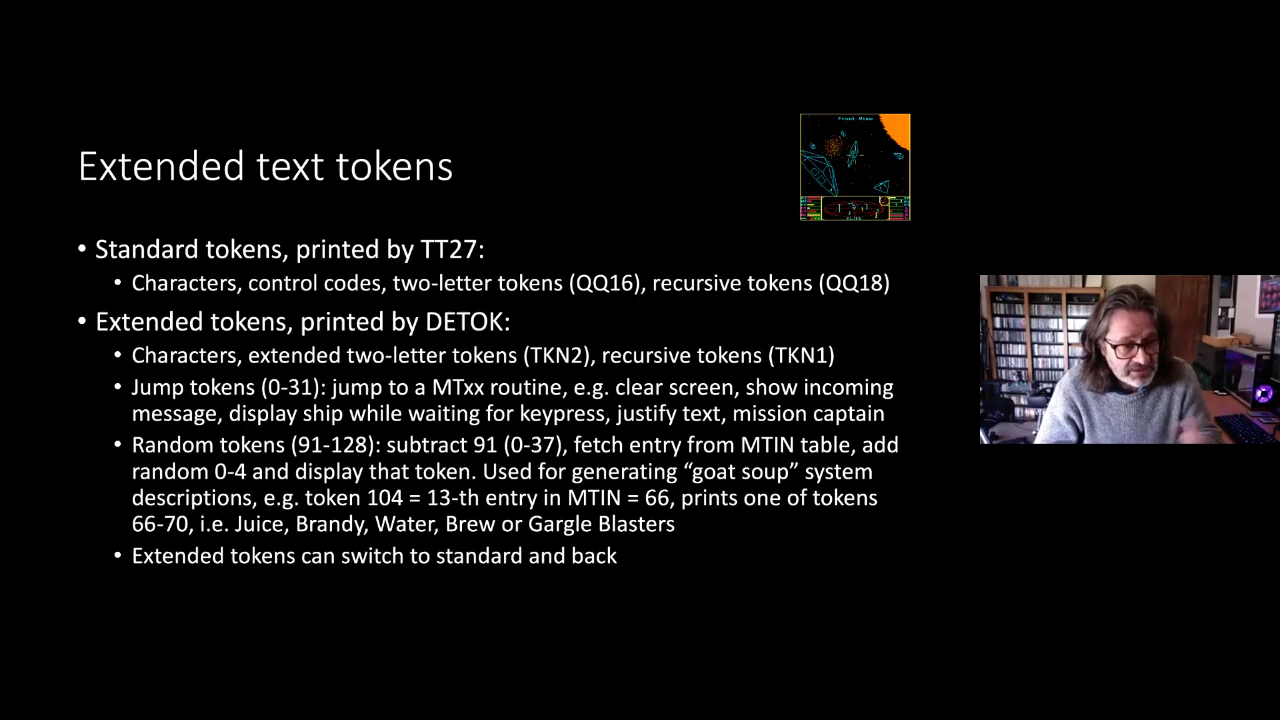 Front View
Extended text tokens
ELITE
• Standard tokens, printed by TT27:
• Characters, control codes, two-letter tokens (QQ16), recursive tokens (QQ18)
• Extended tokens, printed by DETOK:
• Characters, extended two-letter tokens (TKN2), recursive tokens (TKN1)
• Jump tokens (0-31): jump to a MTxx routine, e.g. clear screen, show incoming
message, display ship while waiting for keypress, justify text, mission captain
• Random tokens (91-128): subtract 91 (0-37), fetch entry from MTIN table, add
random 0-4 and display that token. Used for generating “goat soup” system
descriptions, e.g. token 104 = 13-th entry in MTIN = 66, prints one of tokens
66-70, i.e. Juice, Brandy, Water, Brew or Gargle Blasters
• Extended tokens can switch to standard and back